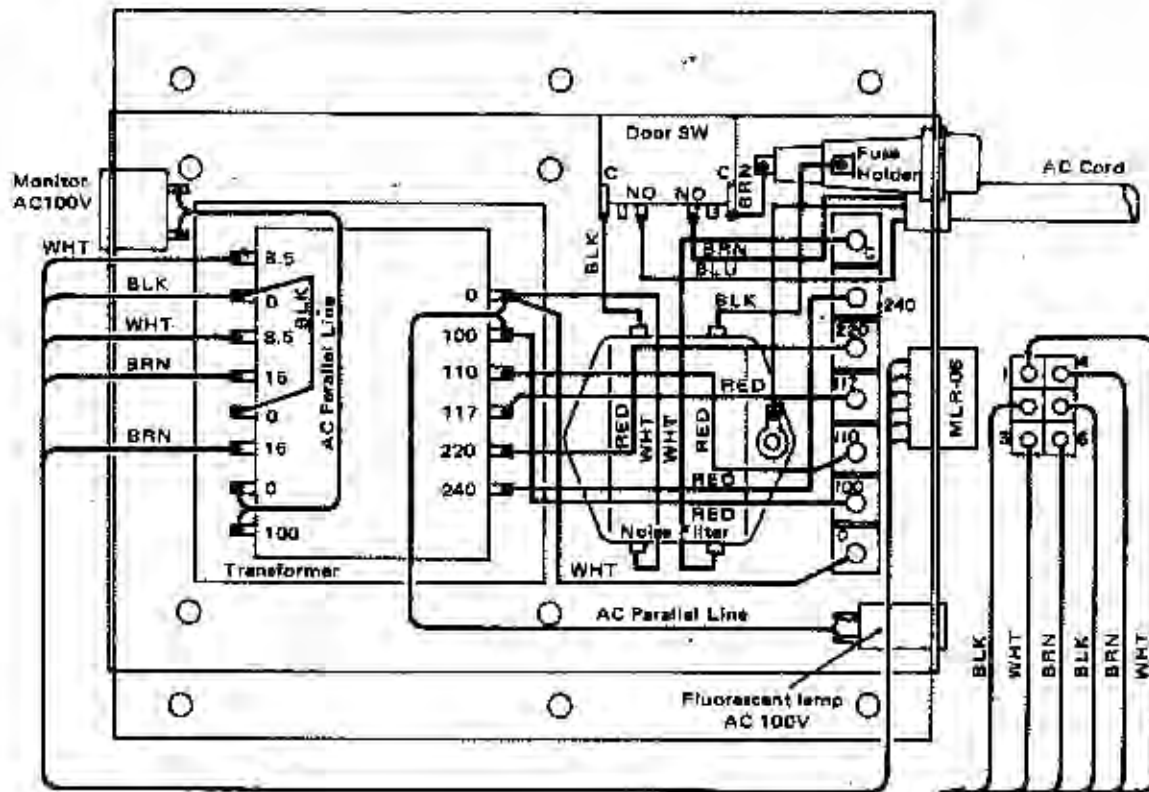 Door SW
Fuse
Holder
AC Cord
Monitor
AC100V
C
NO
NO
C
BRN
WHT
8.5
BLK
0
BLK
WHT
8.5
BRN
16
0
BRN
16
0
100
AC Parallel Line
Transformer
0
100
110
117
220
240
BLK
BRN
BLU
BLK
240
220
117
110
100
0
RED
RED
WHT
WHT
RED
RED
RED
Noise Filter
WHT
MLR-06
AC Parallel Line
Fluorescent lamp
AC 100V
1
BLK
WHT
BRN
BLK
BRN
WHT